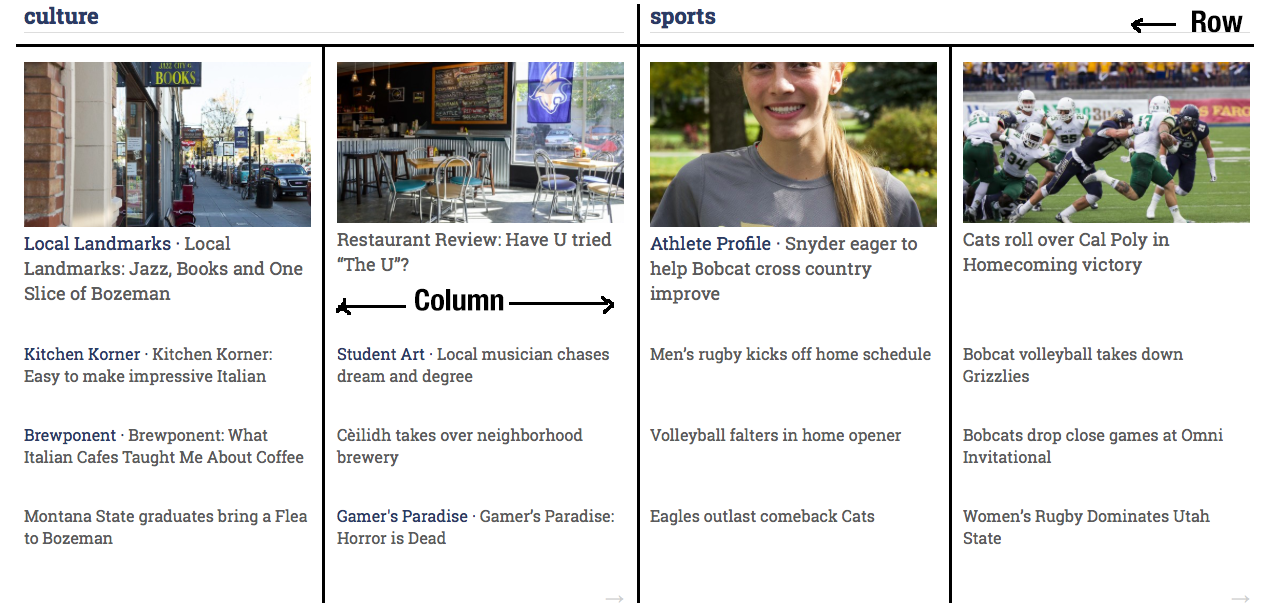 culture
sports
Row
JAZZ CITY
BOOKS
Local Landmarks · Local
Landmarks: Jazz, Books and One
Slice of Bozeman
Restaurant Review: Have U tried
“The U”?
Athlete Profile · Snyder eager to
help Bobcat cross country
improve
Cats roll over Cal Poly in
Homecoming victory
Column
Kitchen Korner · Kitchen Korner:
Easy to make impressive Italian
Student Art · Local musician chases
dream and degree
Men’s rugby kicks off home schedule
Bobcat volleyball takes down
Grizzlies
Brewponent · Brewponent: What
Italian Cafes Taught Me About Coffee
Cèilidh takes over neighborhood
brewery
Volleyball falters in home opener
Bobcats drop close games at Omni
Invitational
Montana State graduates bring a Flea
to Bozeman
Gamer's Paradise · Gamer’s Paradise:
Horror is Dead
Eagles outlast comeback Cats
Women’s Rugby Dominates Utah
State